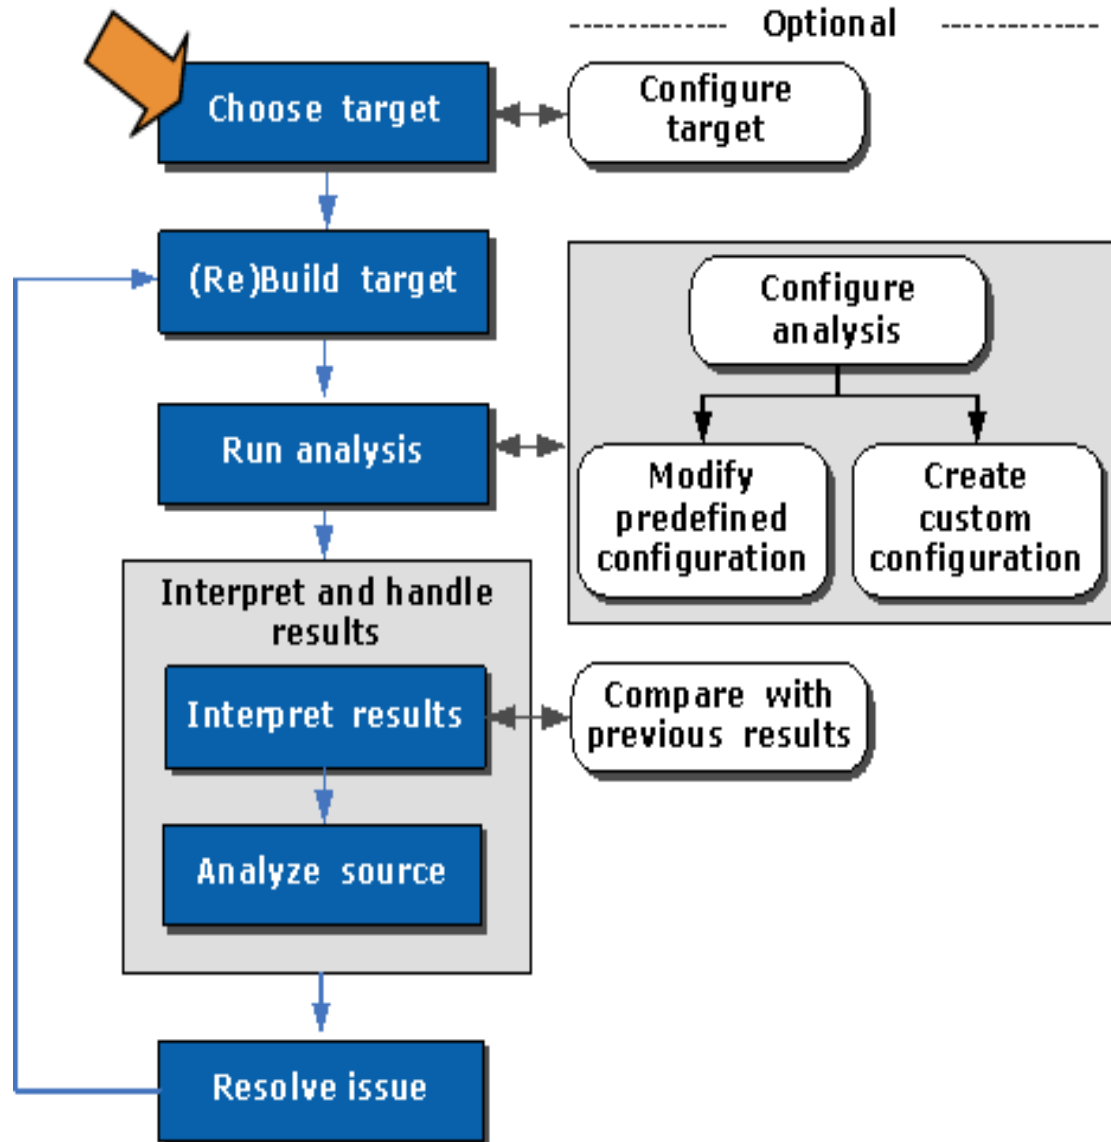 Optional
Choose target
Configure
target
(Re)Build target
Configure
analysis
Run analysis
Modify
predefined
configuration
Create
custom
configuration
Interpret and handle
results
Interpret results
Compare with
previous results
Analyze source
Resolve issue